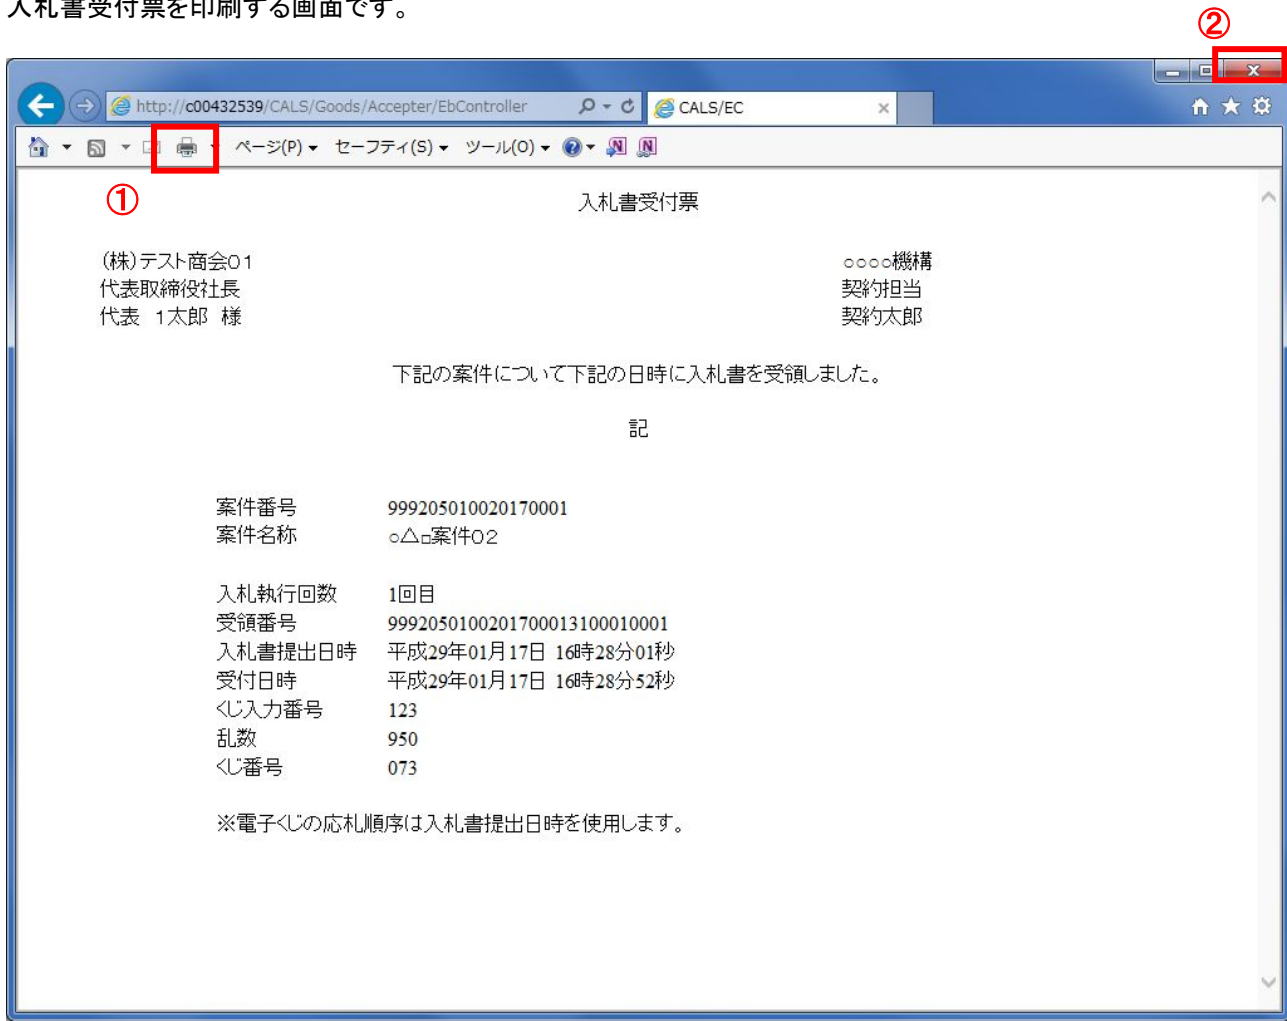 入札書受付票を印刷する画面です。
②
http://c00432539/CALS/Goods/Accepter/EbController
CALS/EC
ページ(P) セーフティ(S) ツール(O)
①
入札書受付票
(株)テスト商会01 ○○○○機構
代表取締役社長 契約担当
代表 1太郎 様 契約太郎
下記の案件について下記の日時に入札書を受領しました。
記
案件番号 999205010020170001
案件名称 ○△□案件02
入札執行回数 1回目
受領番号 9992050100201700013100010001
入札書提出日時 平成29年01月17日 16時28分01秒
受付日時 平成29年01月17日 16時28分52秒
くじ入力番号 123
乱数 950
くじ番号 073
※電子くじの応札順序は入札書提出日時を使用します。